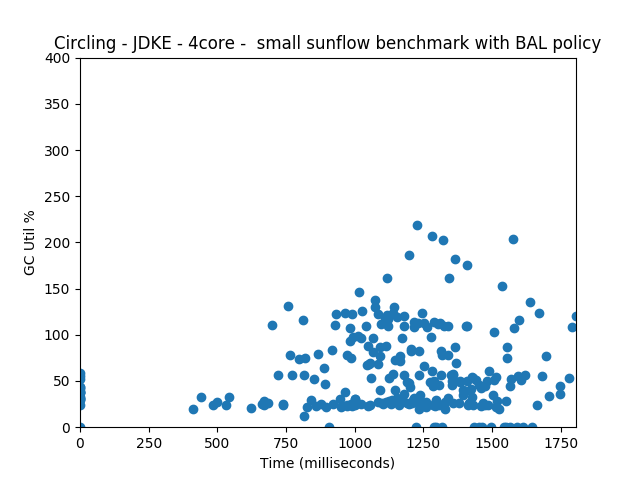 Circling - JDKE - 4core -  small sunflow benchmark with BAL policy
400
350
300
250
200
150
100
50
0
GC Util %
0 250 500 750 1000 1250 1500 1750
Time (milliseconds)